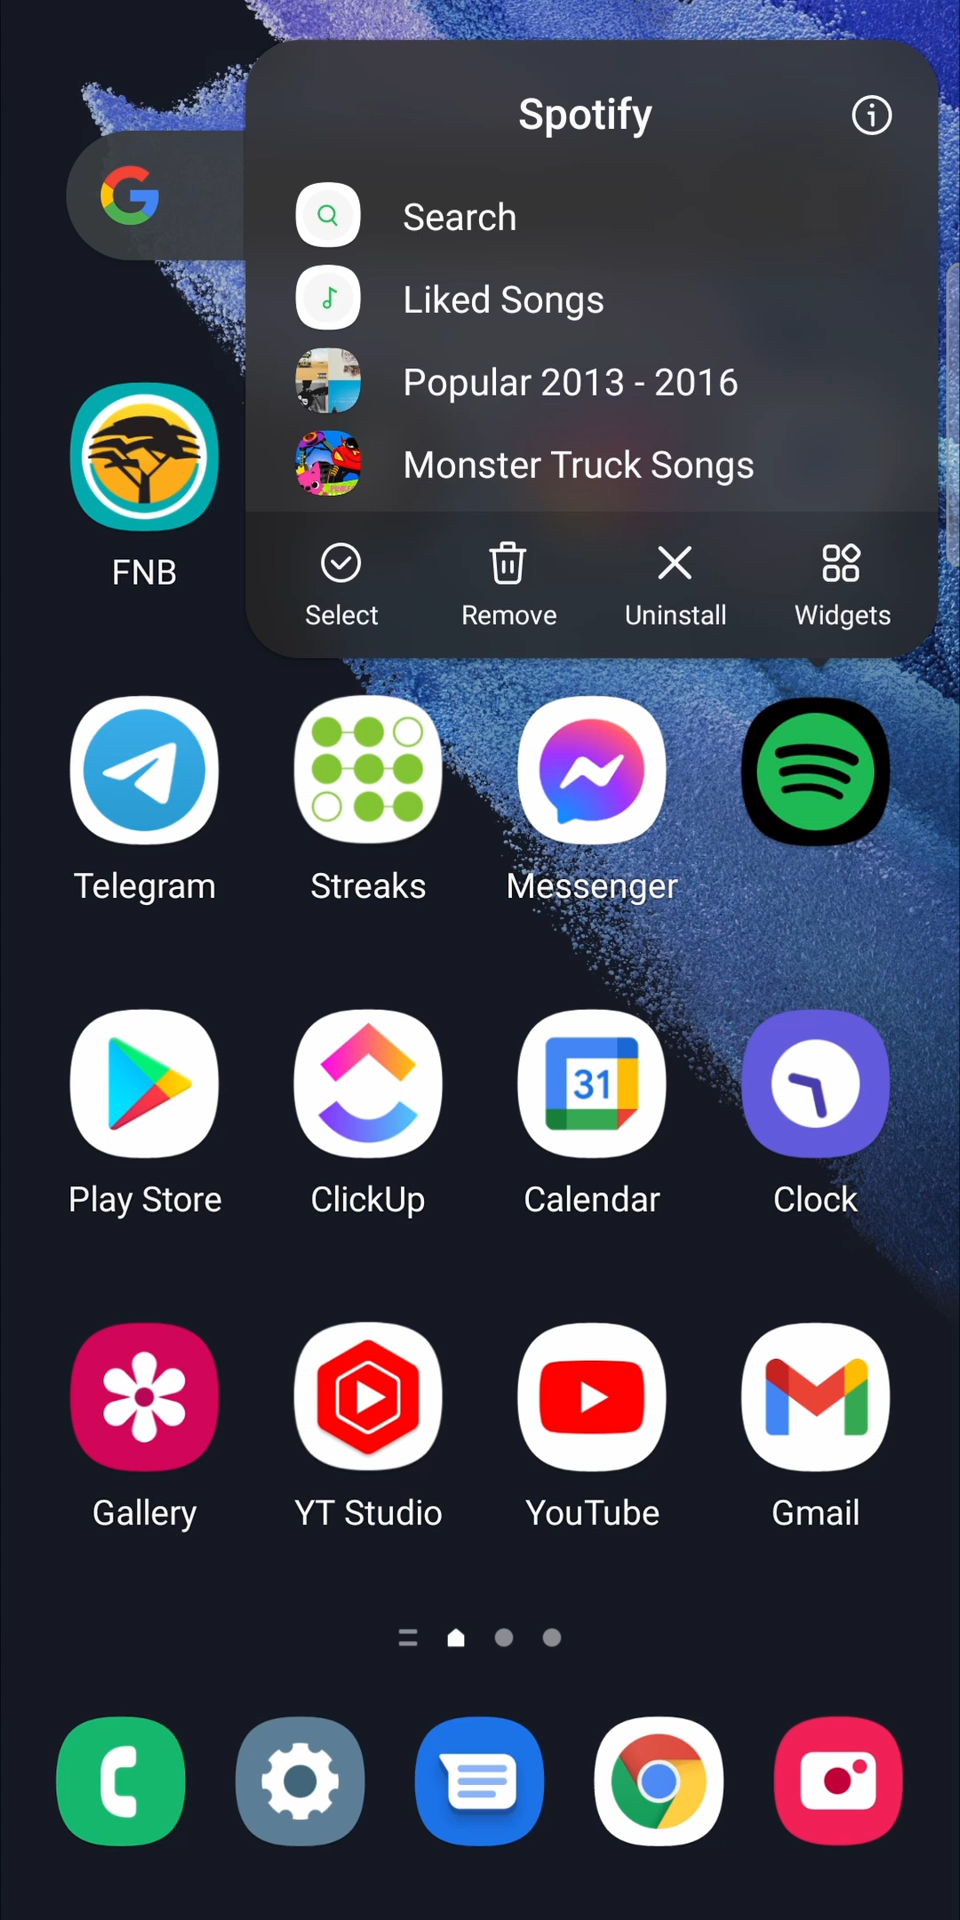 Spotify
Search
Liked Songs
Popular 2013 - 2016
Monster Truck Songs
Select Remove Uninstall Widgets
FNB
Telegram Streaks Messenger
31
Play Store ClickUp Calendar Clock
Gallery YT Studio YouTube Gmail